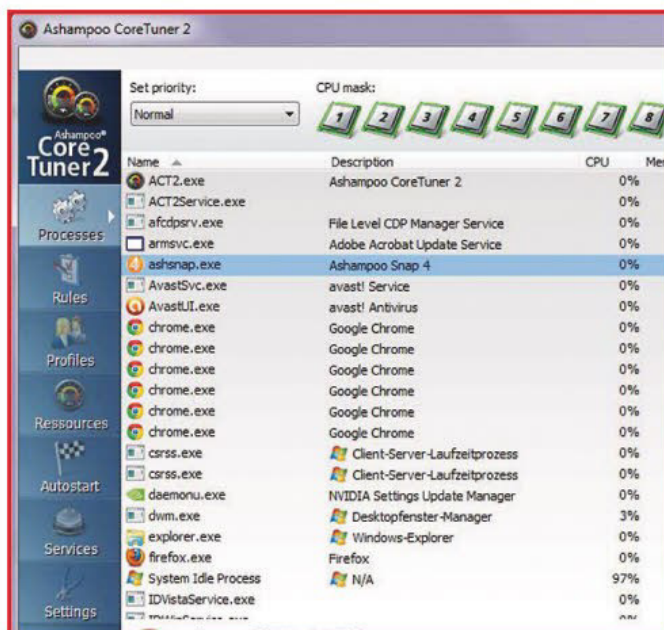 Ashampoo CoreTuner 2
Ashampoo®
Core
Tuner 2
Processes
Rules
Profiles
Ressources
Autostart
Services
Settings
Set priority:
Normal
CPU mask:
1 2 3 4 5 6 7 8
Name Description CPU Me
ACT2.exe Ashampoo CoreTuner 2 0%
ACT2Service.exe 0%
afcdpsrv.exe File Level CDP Manager Service 0%
armsvc.exe Adobe Acrobat Update Service 0%
ashsnap.exe Ashampoo Snap 4 0%
AvastSvc.exe avast! Service 0%
AvastUI.exe avast! Antivirus 0%
chrome.exe Google Chrome 0%
chrome.exe Google Chrome 0%
chrome.exe Google Chrome 0%
chrome.exe Google Chrome 0%
chrome.exe Google Chrome 0%
chrome.exe Google Chrome 0%
csrss.exe Client-Server-Laufzeitprozess 0%
csrss.exe Client-Server-Laufzeitprozess 0%
daemonu.exe NVIDIA Settings Update Manager 0%
dwm.exe Desktopfenster-Manager 3%
explorer.exe Windows-Explorer 0%
firefox.exe Firefox 0%
System Idle Process N/A 97%
IDVistaService.exe 0%